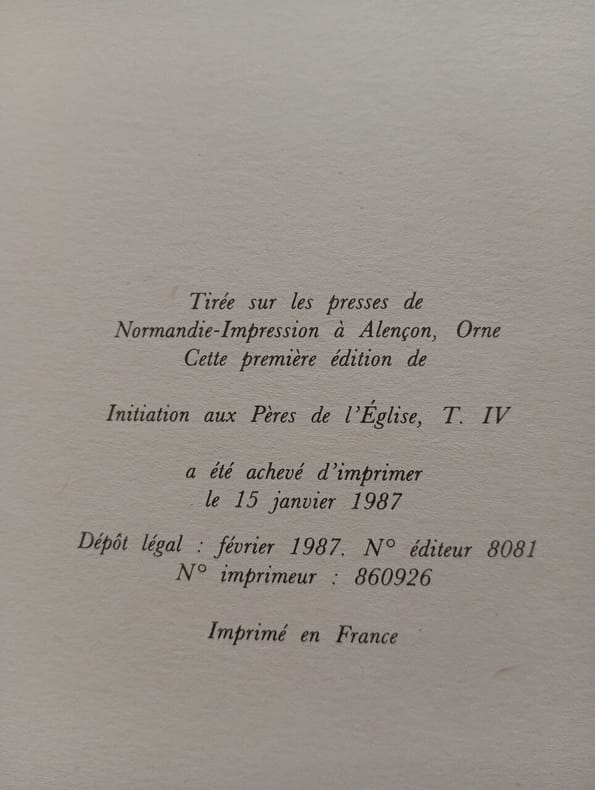 Tirée sur les presses de
Normandie-Impression à Alençon, Orne
Cette première édition de
Initiation aux Pères de l'Église, T. IV
a été achevé d'imprimer
le 15 janvier 1987
Dépôt légal : février 1987. N° éditeur 8081
N° imprimeur : 860926
Imprimé en France